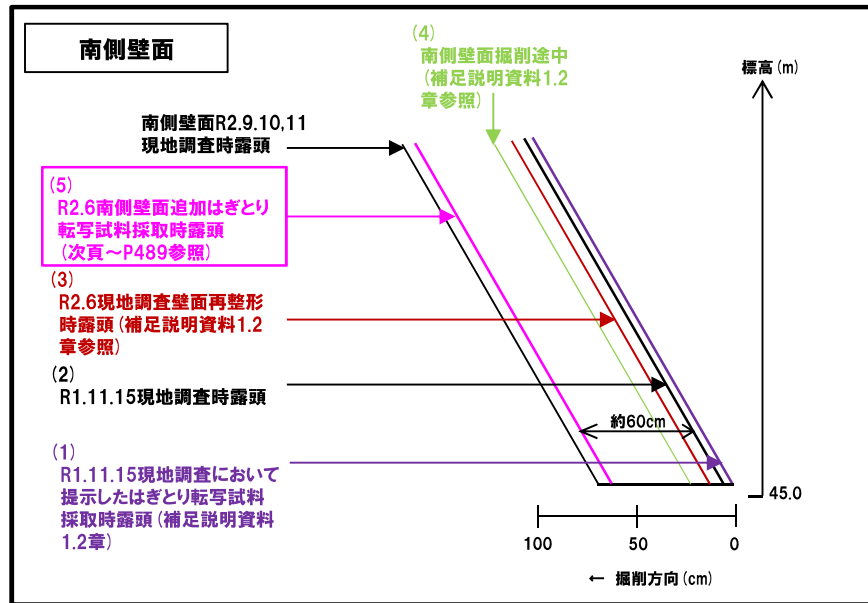 南側壁面
(4)
南側壁面掘削途中
(補足説明資料1.2
章参照)
標高(m)
南側壁面R2.9.10,11
現地調査時露頭
(5)
R2.6南側壁面追加はぎとり
転写試料採取時露頭
(次頁～P489参照)
(3)
R2.6現地調査壁面再整形
時露頭(補足説明資料1.2
章参照)
(2)
R1.11.15現地調査時露頭
約60cm
(1)
R1.11.15現地調査において
提示したはぎとり転写試料
採取時露頭(補足説明資料
1.2章)
45.0
100
50
0
← 掘削方向(cm)